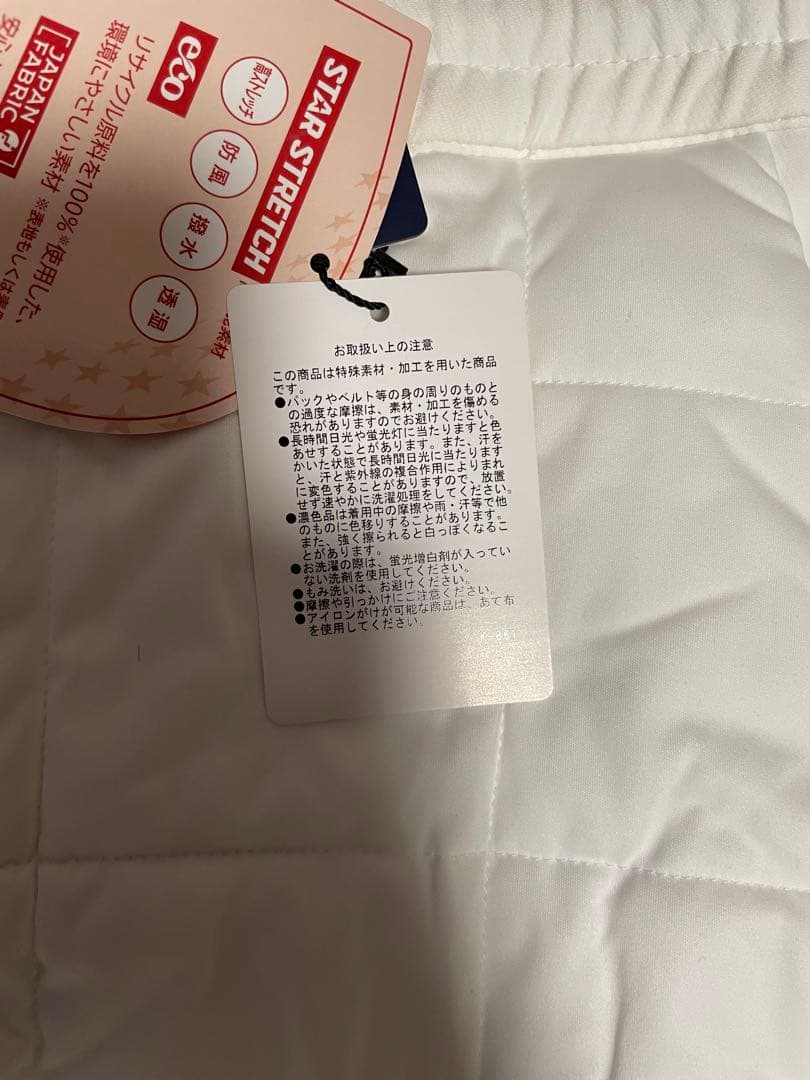 STAR STRETCH
高ストレッチ
防風
撥水
透湿
eco
リサイクル原料を100%※使用した、
環境にやさしい素材
JAPAN
FABRIC
お取扱い上の注意
この商品は特殊素材・加工を用いた商品
です。
●バックやベルト等の身の周りのものと
の過度な摩擦は、素材・加工を傷める
恐れがありますのでお避けください。
●長時間日光や蛍光灯に当たりますと色
あせすることがあります。また、汗を
かいた状態で長時間日光に当たります
と、汗と紫外線の複合作用によりまれ
に変色することがありますので、放置
せず速やかに洗濯処理をしてください。
●濃色品は着用中の摩擦や雨・汗等で他
のものに色移りすることがあります。
また、強く擦られると白っぽくなるこ
とがあります。
●お洗濯の際は、蛍光増白剤が入ってい
ない洗剤を使用してください。
●もみ洗いは、お避けください。
●摩擦や引っかけにご注意ください。
●アイロンがけが可能な商品は、あて布
を使用してください。
K-861